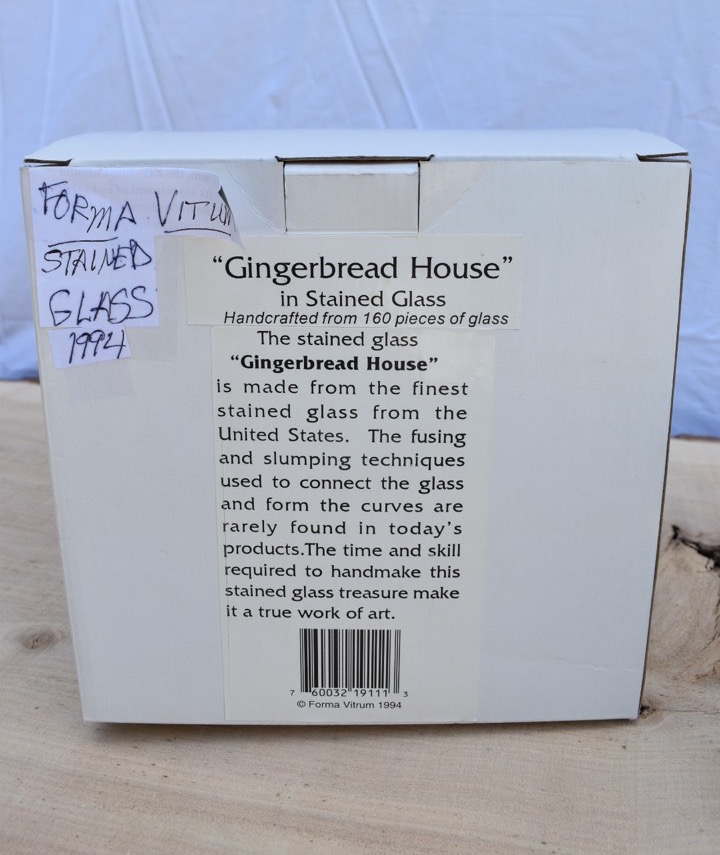 FORMA VITUM
STAINED
GLASS
1994
“Gingerbread House”
in Stained Glass
Handcrafted from 160 pieces of glass
The stained glass
“Gingerbread House”
is made from the finest
stained glass from the
United States. The fusing
and slumping techniques
used to connect the glass
and form the curves are
rarely found in today’s
products.The time and skill
required to handmake this
stained glass treasure make
it a true work of art.
7 60032 19111 3
© Forma Vitrum 1994